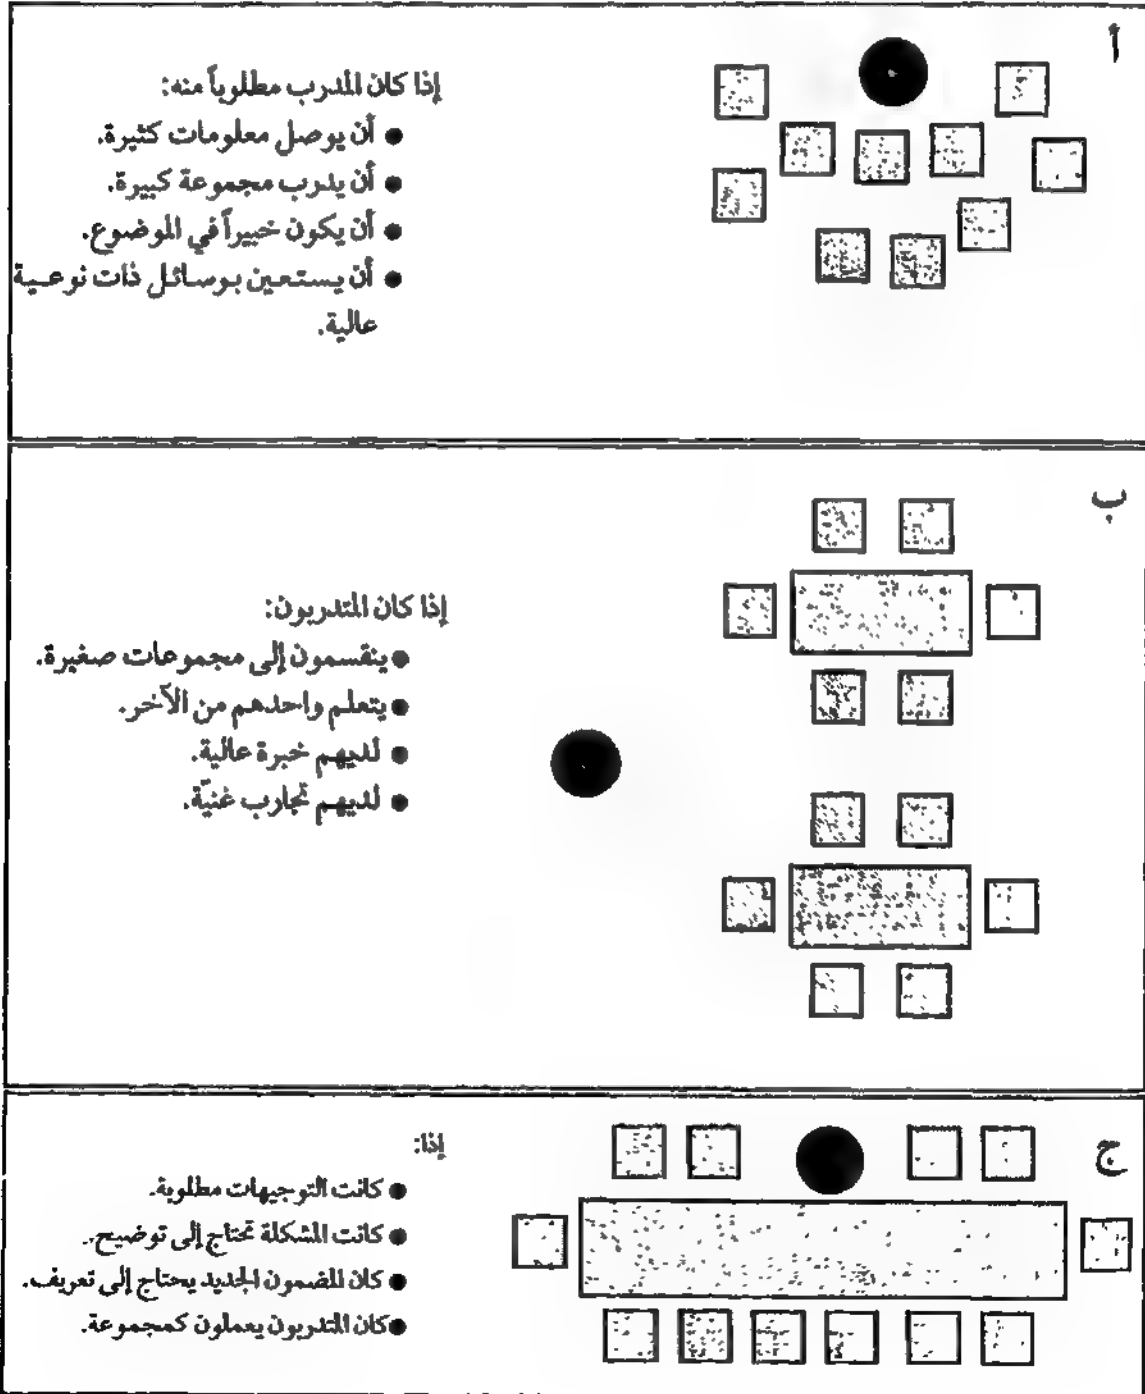 أ
إذا كان المدرب مطلوباً منه:
● أن يوصل معلومات كثيرة.
● أن يدرب مجموعة كبيرة.
● أن يكون خبيراً في الموضوع.
● أن يستعين بوسائل ذات نوعية
عالية.
ب
إذا كان المتدربون:
● ينقسمون إلى مجموعات صغيرة.
● يتعلم واحدهم من الآخر.
● لديهم خبرة عالية.
● لديهم تجارب غنيّة.
ج
إذا:
● كانت التوجيهات مطلوبة.
● كانت المشكلة تحتاج إلى توضيح.
● كان المضمون الجديد يحتاج إلى تعريف.
● كان المتدربون يعملون كمجموعة.